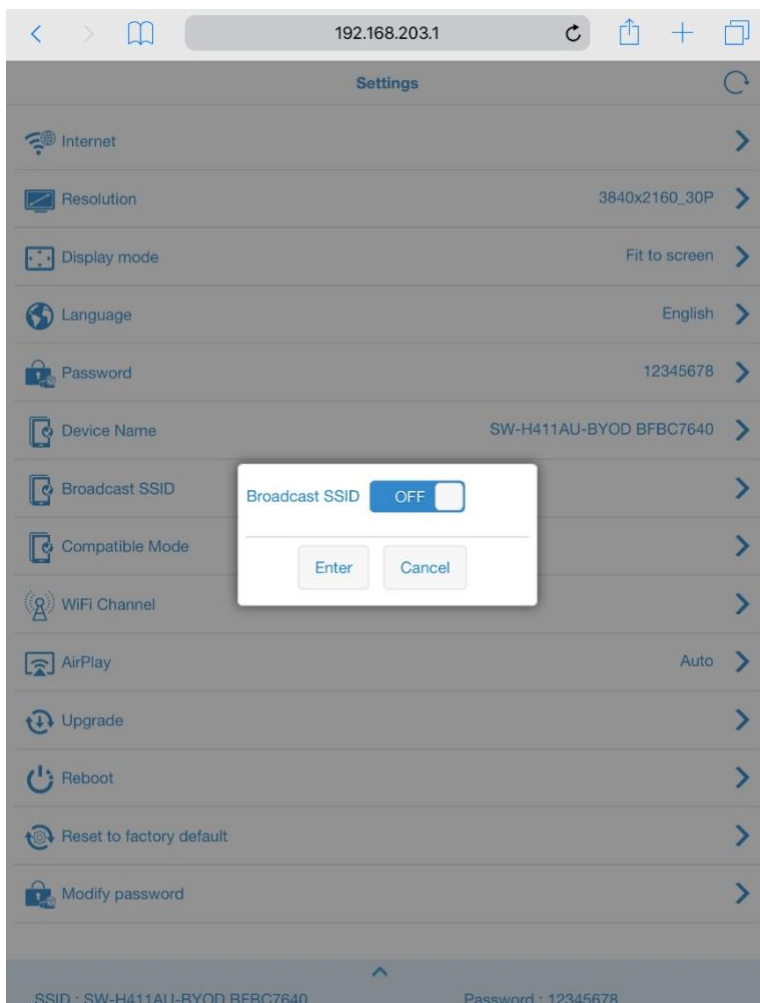 192.168.203.1
Settings
Internet
Resolution 3840x2160_30P
Display mode Fit to screen
Language English
Password 12345678
Device Name SW-H411AU-BYOD BFBC7640
Broadcast SSID
Broadcast SSID OFF
Compatible Mode
Enter Cancel
WiFi Channel
AirPlay Auto
Upgrade
Reboot
Reset to factory default
Modify password
SSID : SW-H411AU-BYOD BFBC7640 Password : 12345678